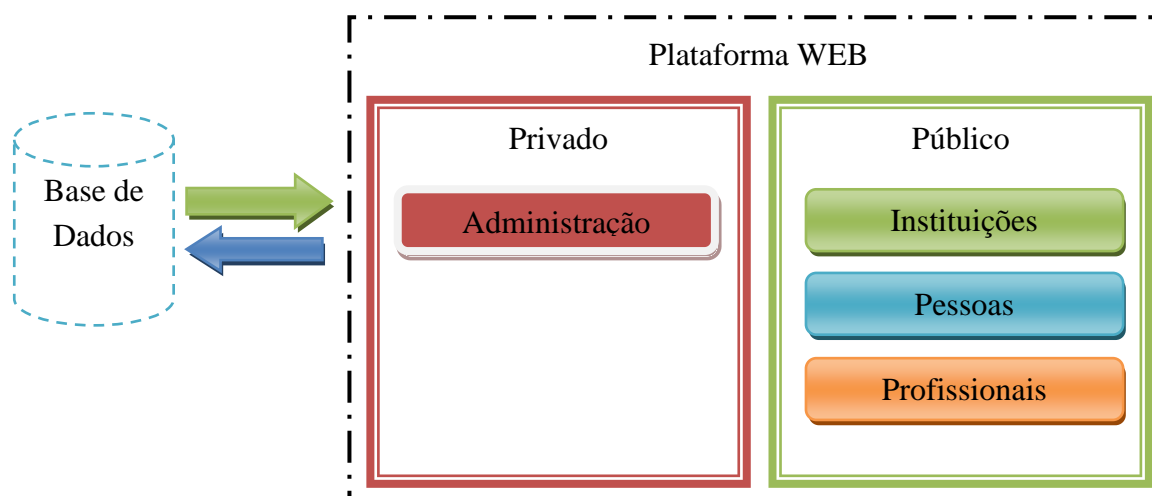 Plataforma WEB
Base de
Dados
Privado
Administração
Público
Instituições
Pessoas
Profissionais